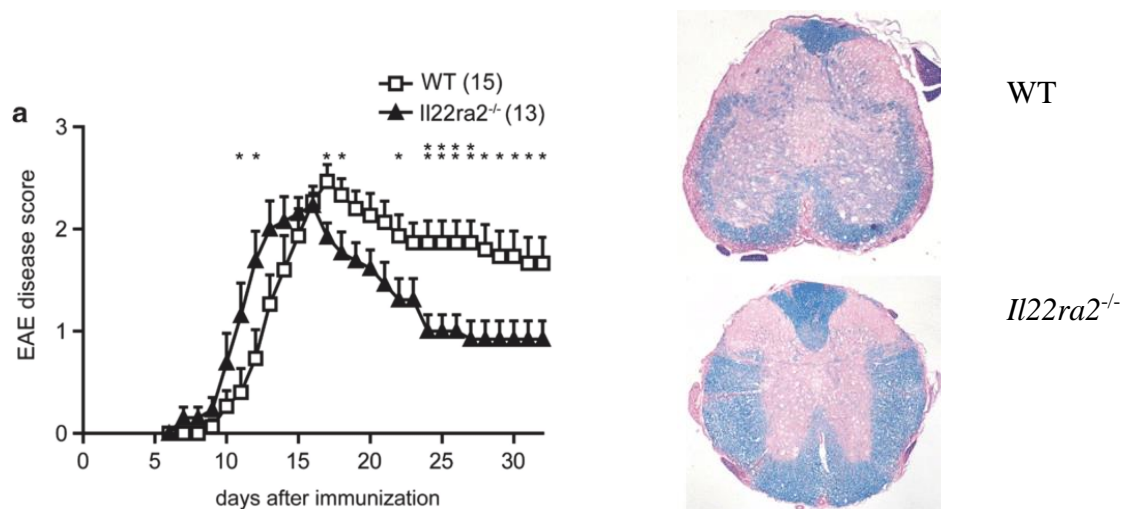 a
WT (15)
Il22ra2-/- (13)
3
2
1
0
EAE disease score
* * * * * * * * * * * * * *
* * * *
0 5 10 15 20 25 30
days after immunization
WT
Il22ra2-/-